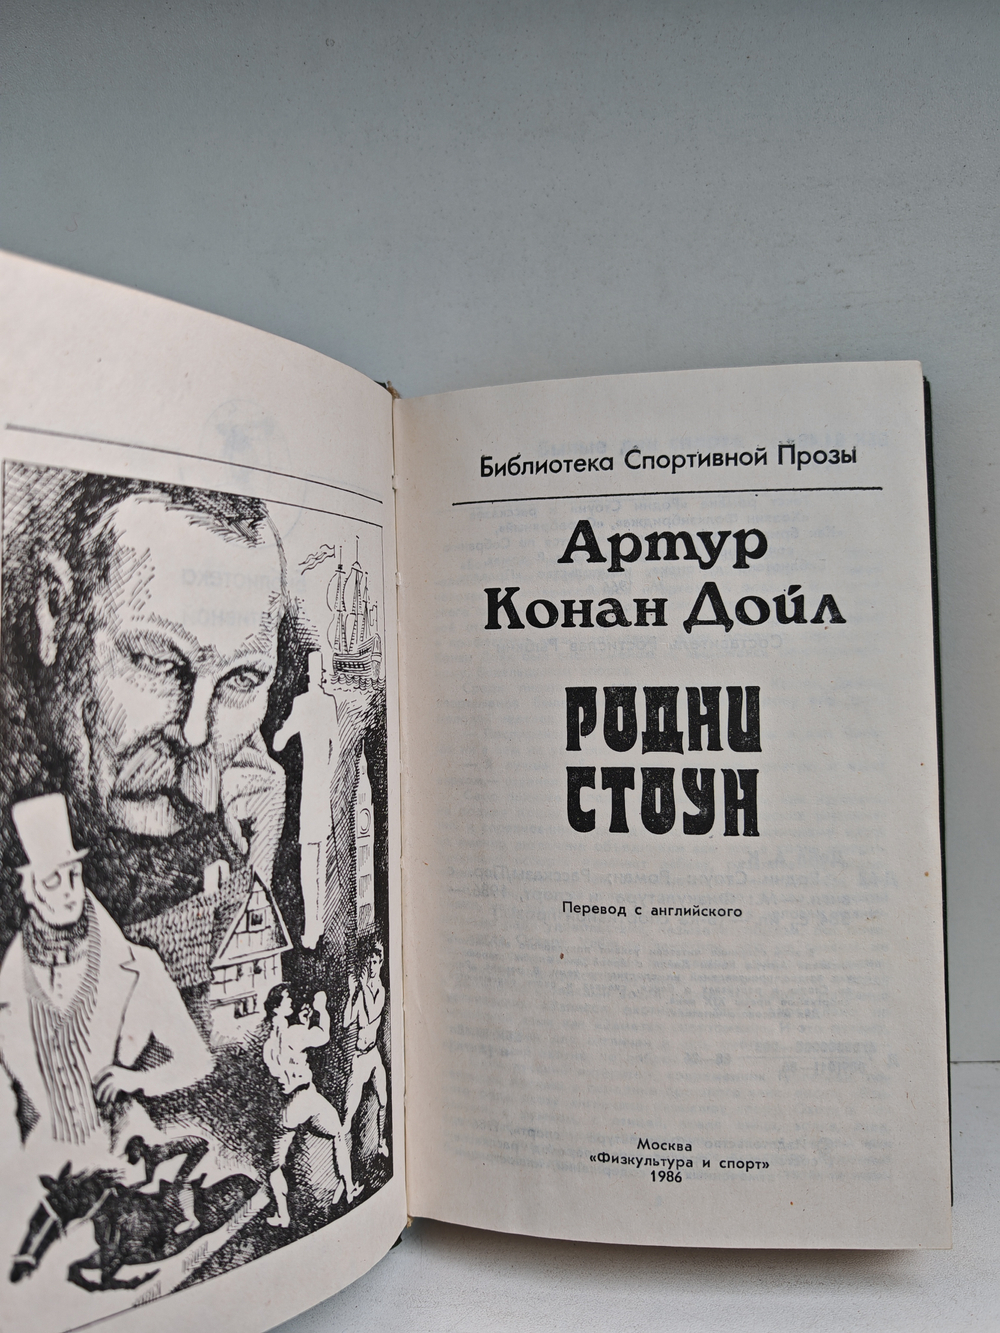 Библиотека Спортивной Прозы
Артур
Конан Дойл
РОДНИ
СТОУН
Перевод с английского
Москва
«Физкультура и спорт»
1986